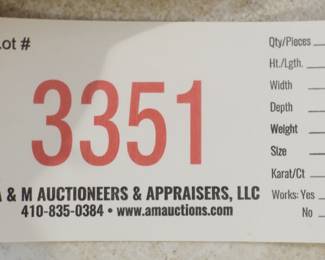 Lot #
3351
A & M AUCTIONEERS & APPRAISERS, LLC
410-835-0384 • www.amauctions.com
Qty/Pieces
Ht./Lgth.
Width
Depth
Weight
Size
Karat/Ct
Works: Yes
No